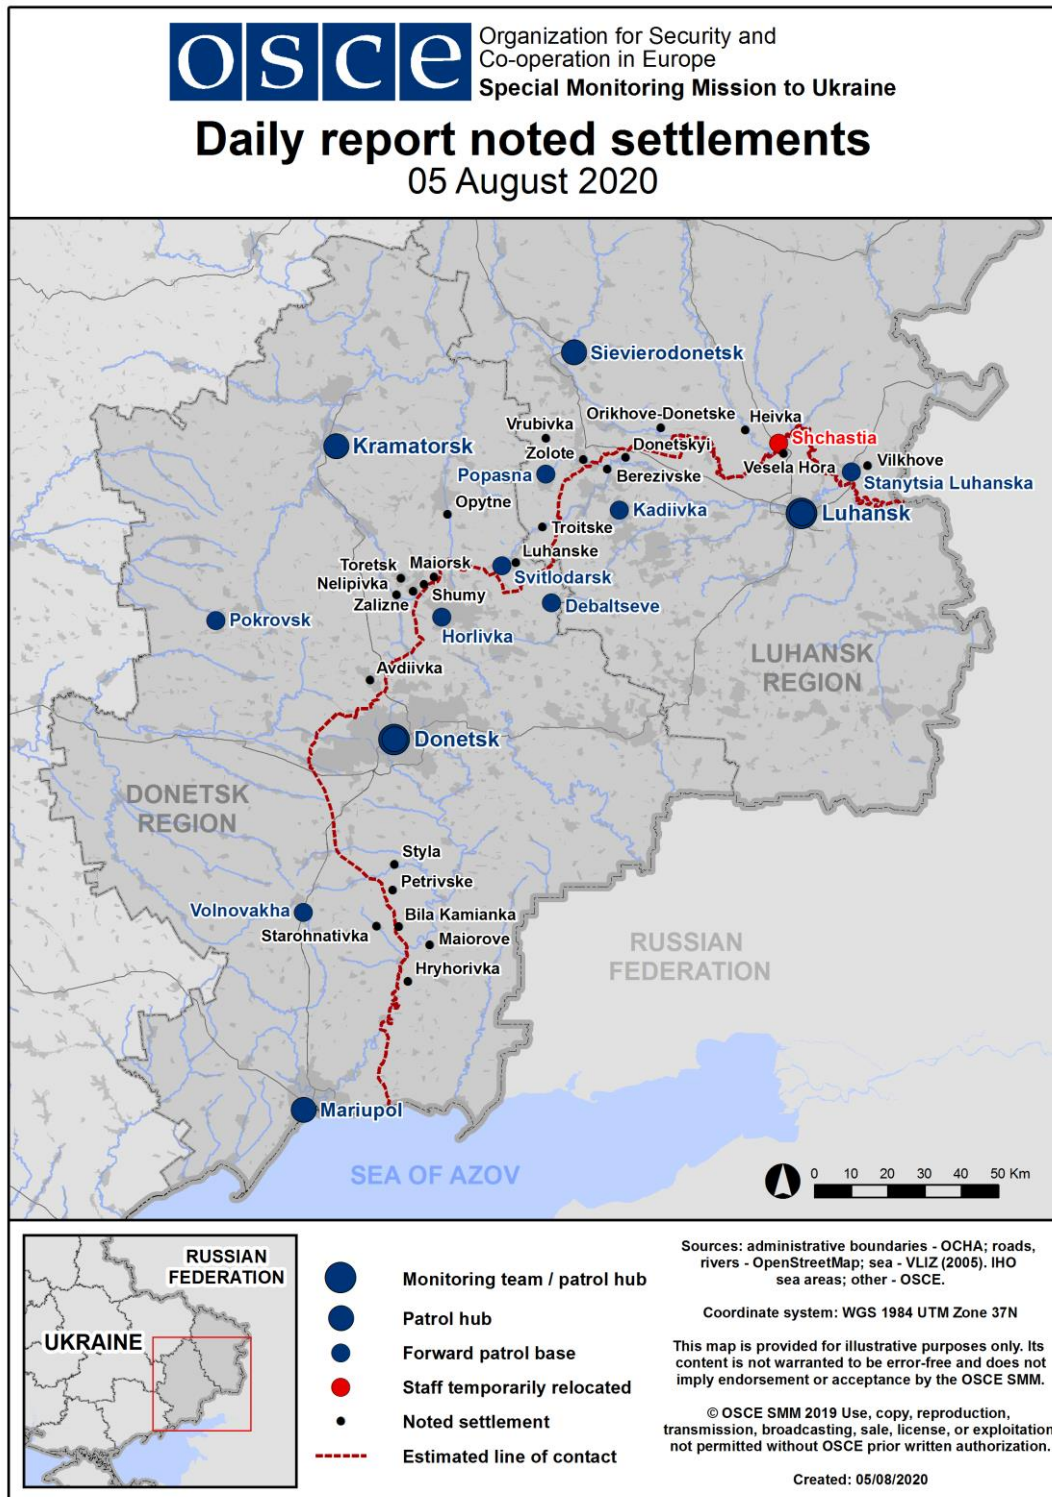 osce
Organization for Security and
Co-operation in Europe
Special Monitoring Mission to Ukraine
Daily report noted settlements
05 August 2020
Sievierodonetsk
Orikhove-Donetske
Heivka
Vrubivka
Shchastia
Kramatorsk
Donetskyi
Zolote
Vesela Hora
Vilkhove
Popasna
Berezivske
Stanytsia Luhanska
Opytne
Kadiivka
Luhansk
Troitske
Luhanske
Toretsk
Maiorsk
Svitlodarsk
Nelipivka
Shumy
Zalizne
Debaltseve
Pokrovsk
Horlivka
LUHANSK
REGION
Avdiivka
Donetsk
DONETSK
REGION
Styla
Petrivske
Volnovakha
Bila Kamianka
Starohnativka
Maiorove
RUSSIAN
FEDERATION
Hryhorivka
Mariupol
SEA OF AZOV
0 10 20 30 40 50 Km
RUSSIAN
FEDERATION
UKRAINE
Monitoring team / patrol hub
Patrol hub
Forward patrol base
Staff temporarily relocated
Noted settlement
Estimated line of contact
Sources: administrative boundaries - OCHA; roads,
rivers - OpenStreetMap; sea - VLIZ (2005). IHO
sea areas; other - OSCE.
Coordinate system: WGS 1984 UTM Zone 37N
This map is provided for illustrative purposes only. Its
content is not warranted to be error-free and does not
imply endorsement or acceptance by the OSCE SMM.
© OSCE SMM 2019 Use, copy, reproduction,
transmission, broadcasting, sale, license, or exploitation
not permitted without OSCE prior written authorization.
Created: 05/08/2020